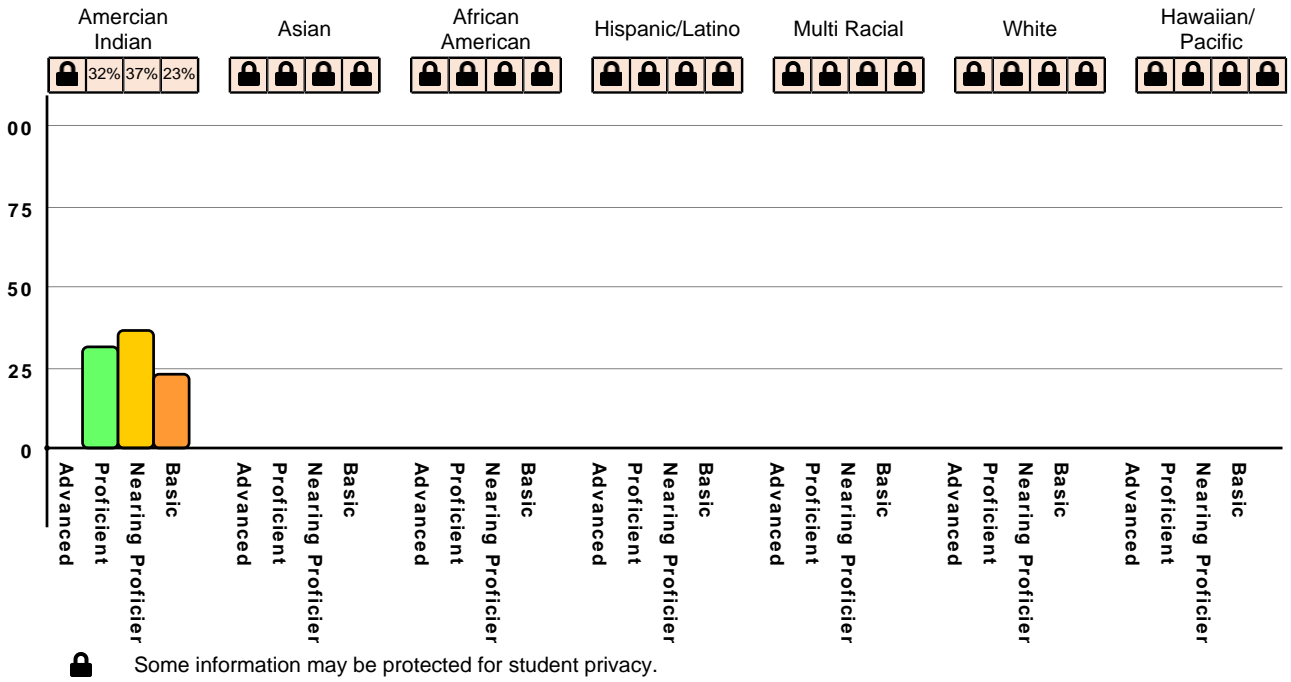 Amercian
Indian
Asian
African
American
Hispanic/Latino
Multi Racial
White
Hawaiian/
Pacific
32% 37% 23%
00
75
50
25
0
Advanced
Proficient
Nearing Proficier
Basic
Advanced
Proficient
Nearing Proficier
Basic
Advanced
Proficient
Nearing Proficier
Basic
Advanced
Proficient
Nearing Proficier
Basic
Advanced
Proficient
Nearing Proficier
Basic
Advanced
Proficient
Nearing Proficier
Basic
Advanced
Proficient
Nearing Proficier
Basic
Some information may be protected for student privacy.